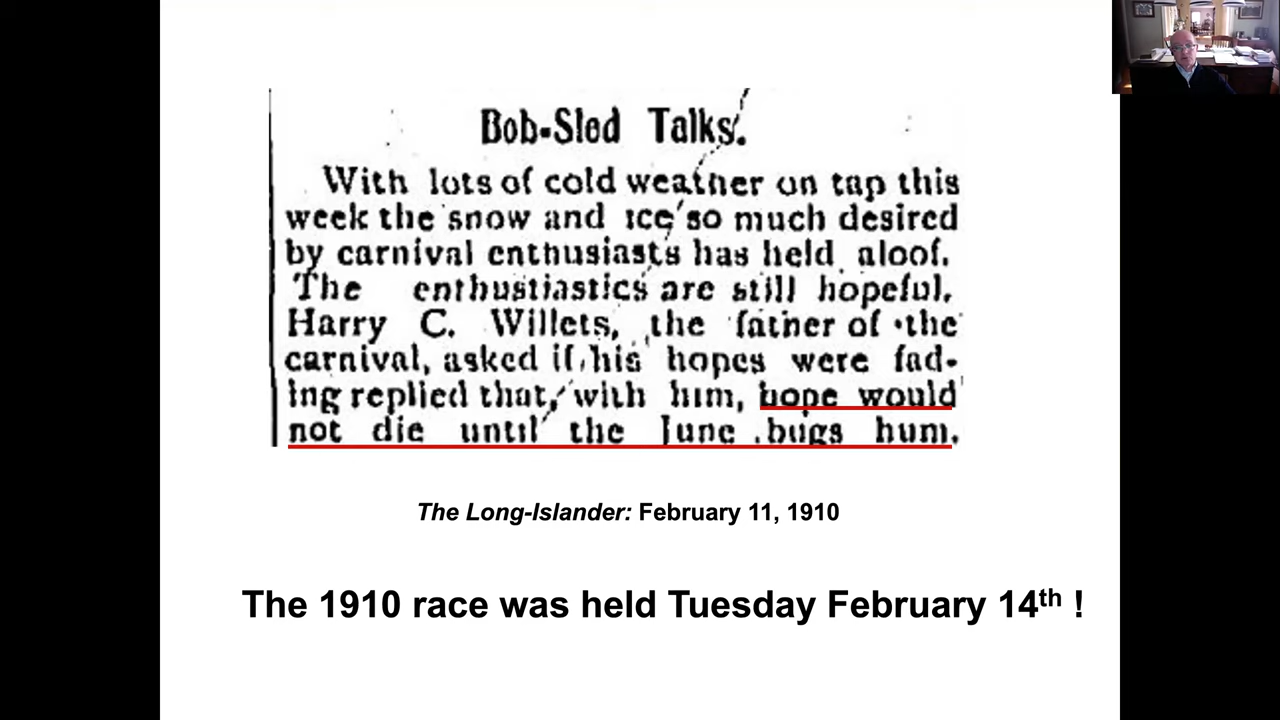 Bob-Sled Talks.
With lots of cold weather on tap this
week the snow and ice so much desired
by carnival enthusiasts has held aloof.
The enthustiastics are still hopeful.
Harry C. Willets, the father of the
carnival, asked if his hopes were fad-
ing replied that, with him, hope would
not die until the June bugs hum.
The Long-Islander: February 11, 1910
The 1910 race was held Tuesday February 14th !